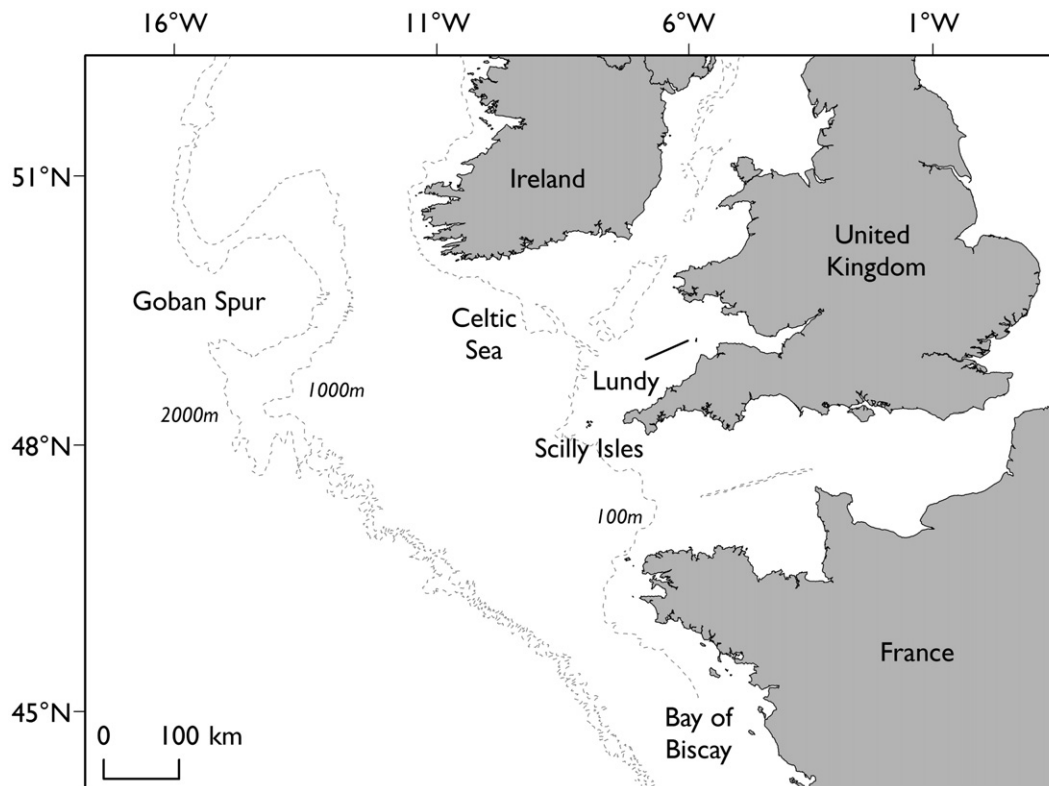 16°W
11°W
6°W
1°W
51°N
Ireland
United
Kingdom
Goban Spur
Celtic
Sea
Lundy
1000m
2000m
48°N
Scilly Isles
100m
France
45°N
Bay of
Biscay
0
100 km